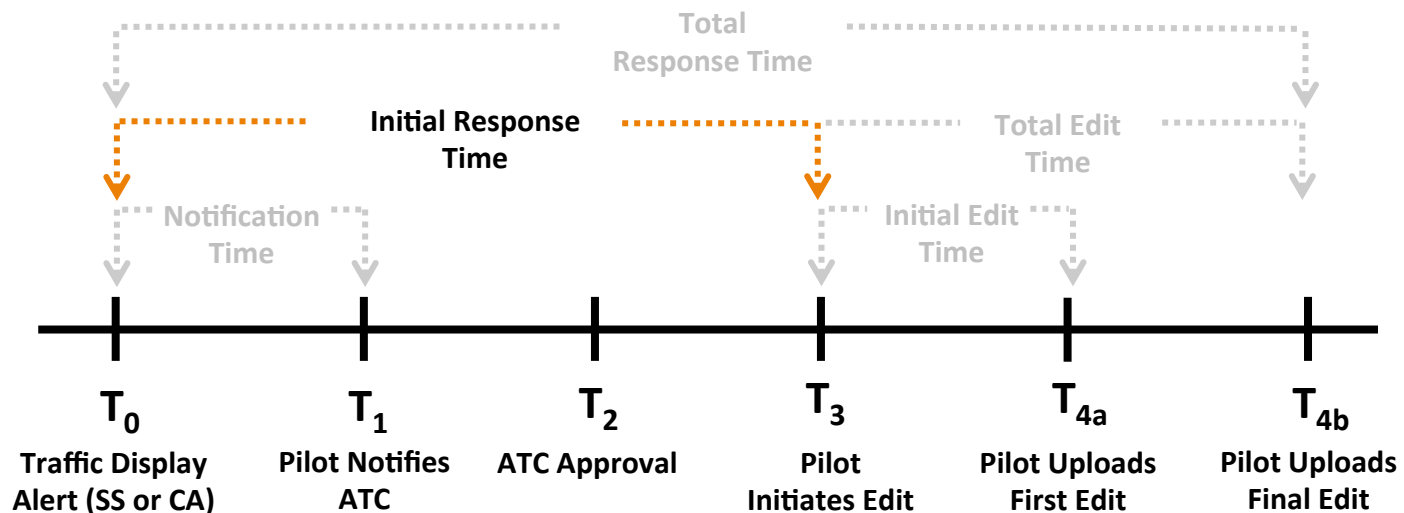 Total
Response Time
Initial Response
Time
Total Edit
Time
Notification
Time
Initial Edit
Time
T0
T1
T2
T3
T4a
T4b
Traffic Display
Alert (SS or CA)
Pilot Notifies
ATC
ATC Approval
Pilot
Initiates Edit
Pilot Uploads
First Edit
Pilot Uploads
Final Edit